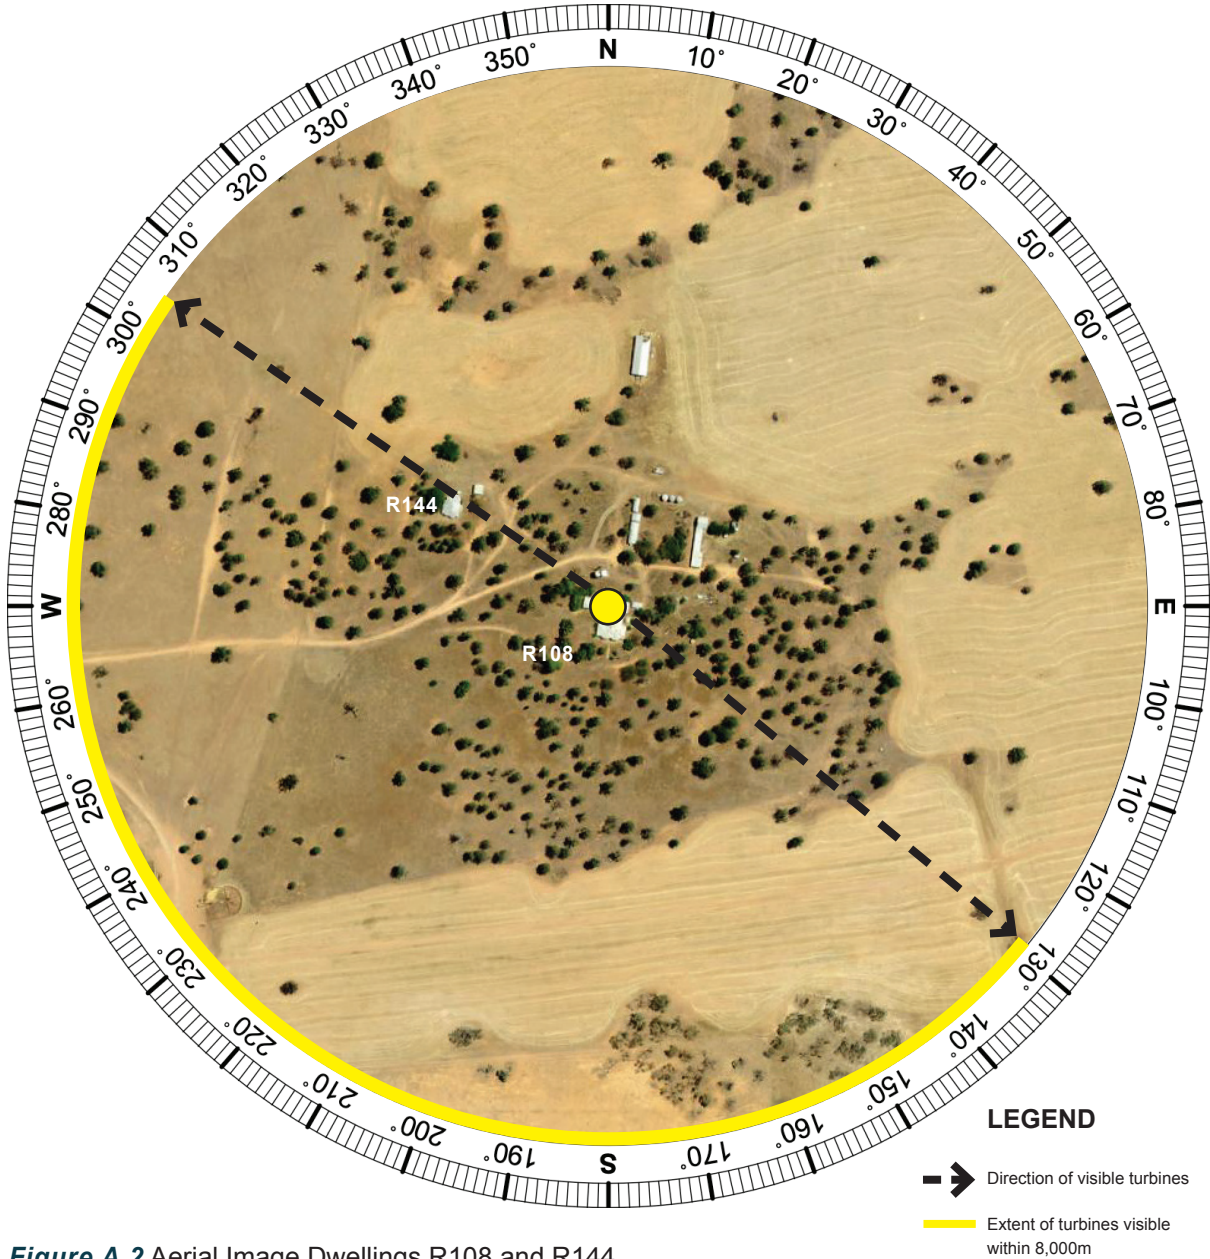 N
10°
20°
30°
40°
50°
60°
70°
80°
E
100°
110°
120°
130°
140°
150°
160°
170°
S
190°
200°
210°
220°
230°
240°
250°
260°
W
280°
290°
300°
310°
320°
330°
340°
350°
R144
R108
LEGEND
Direction of visible turbines
Extent of turbines visible
within 8,000m
Figure A.2 Aerial Image Dwellings R108 and R144